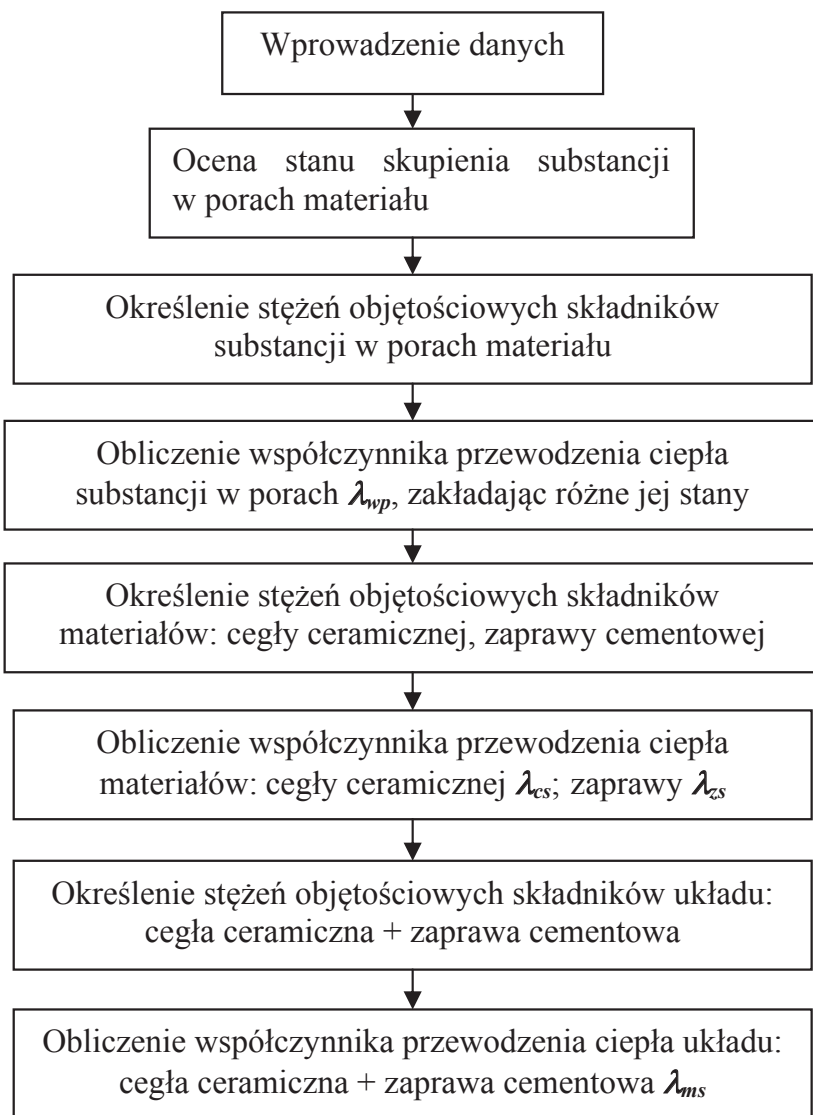 Wprowadzenie danych
Ocena stanu skupienia substancji
w porach materiału
Określenie stężeń objętościowych składników
substancji w porach materiału
Obliczenie współczynnika przewodzenia ciepła
substancji w porach λwp, zakładając różne jej stany
Określenie stężeń objętościowych składników
materiałów: cegły ceramicznej, zaprawy cementowej
Obliczenie współczynnika przewodzenia ciepła
materiałów: cegły ceramicznej λcs; zaprawy λzs
Określenie stężeń objętościowych składników układu:
cegła ceramiczna + zaprawa cementowa
Obliczenie współczynnika przewodzenia ciepła układu:
cegła ceramiczna + zaprawa cementowa λms